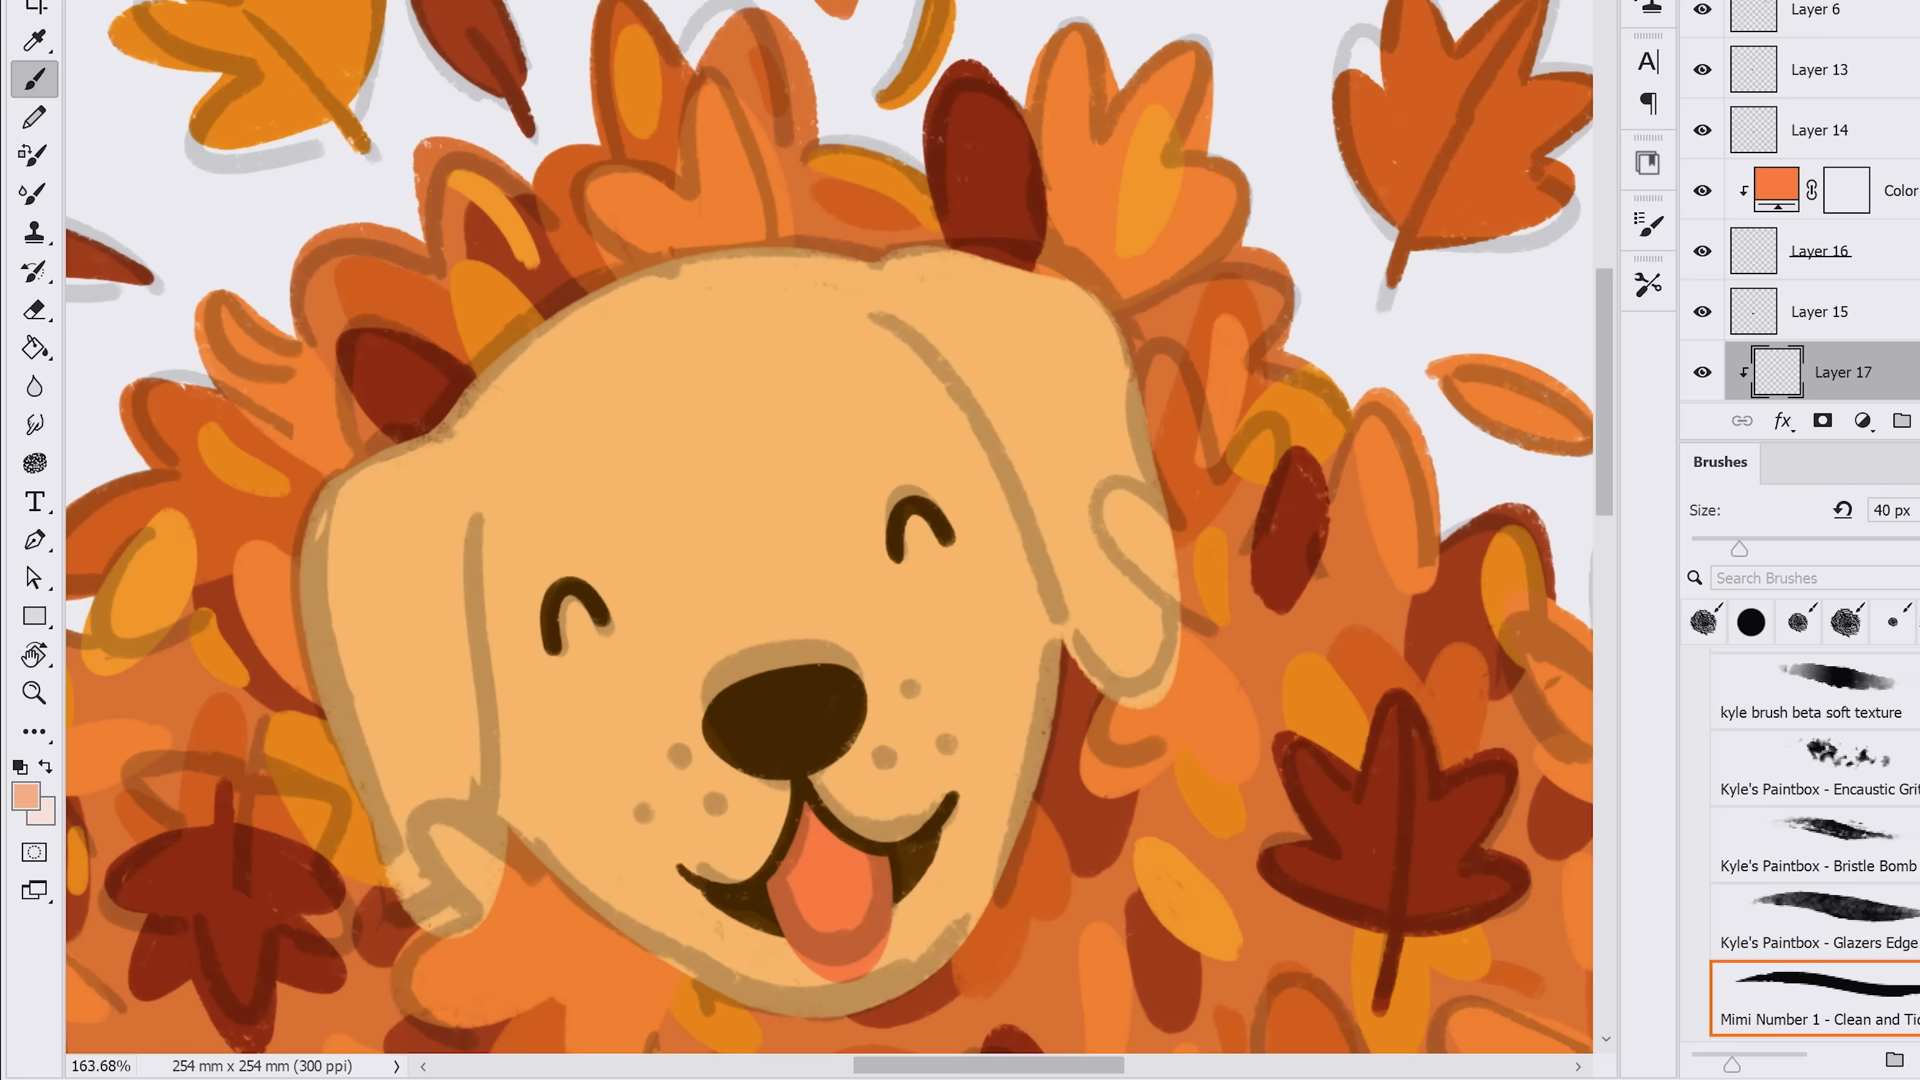 Layer 6
Layer 13
Layer 14
Color
Layer 16
Layer 15
Layer 17
fx
Brushes
Size:
40 px
Search Brushes
kyle brush beta soft texture
Kyle's Paintbox - Encaustic Grit
Kyle's Paintbox - Bristle Bomb
Kyle's Paintbox - Glazers Edge
Mimi Number 1 - Clean and Tid
163.68%
254 mm x 254 mm (300 ppi)